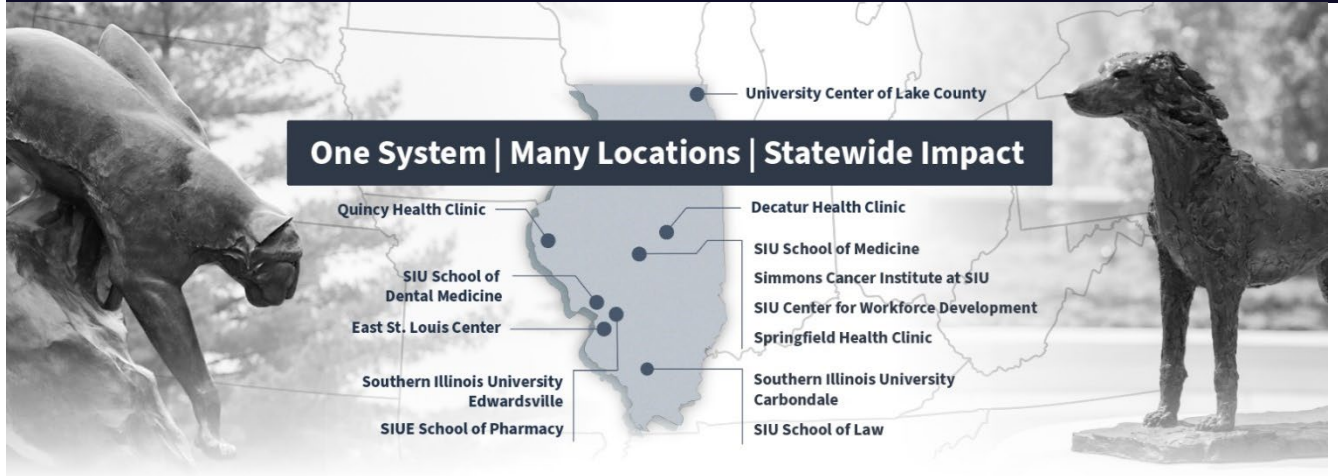 University Center of Lake County
One System | Many Locations | Statewide Impact
Quincy Health Clinic
SIU School of
Dental Medicine
East St. Louis Center
Southern Illinois University
Edwardsville
SIUE School of Pharmacy
Decatur Health Clinic
SIU School of Medicine
Simmons Cancer Institute at SIU
SIU Center for Workforce Development
Springfield Health Clinic
Southern Illinois University
Carbondale
SIU School of Law